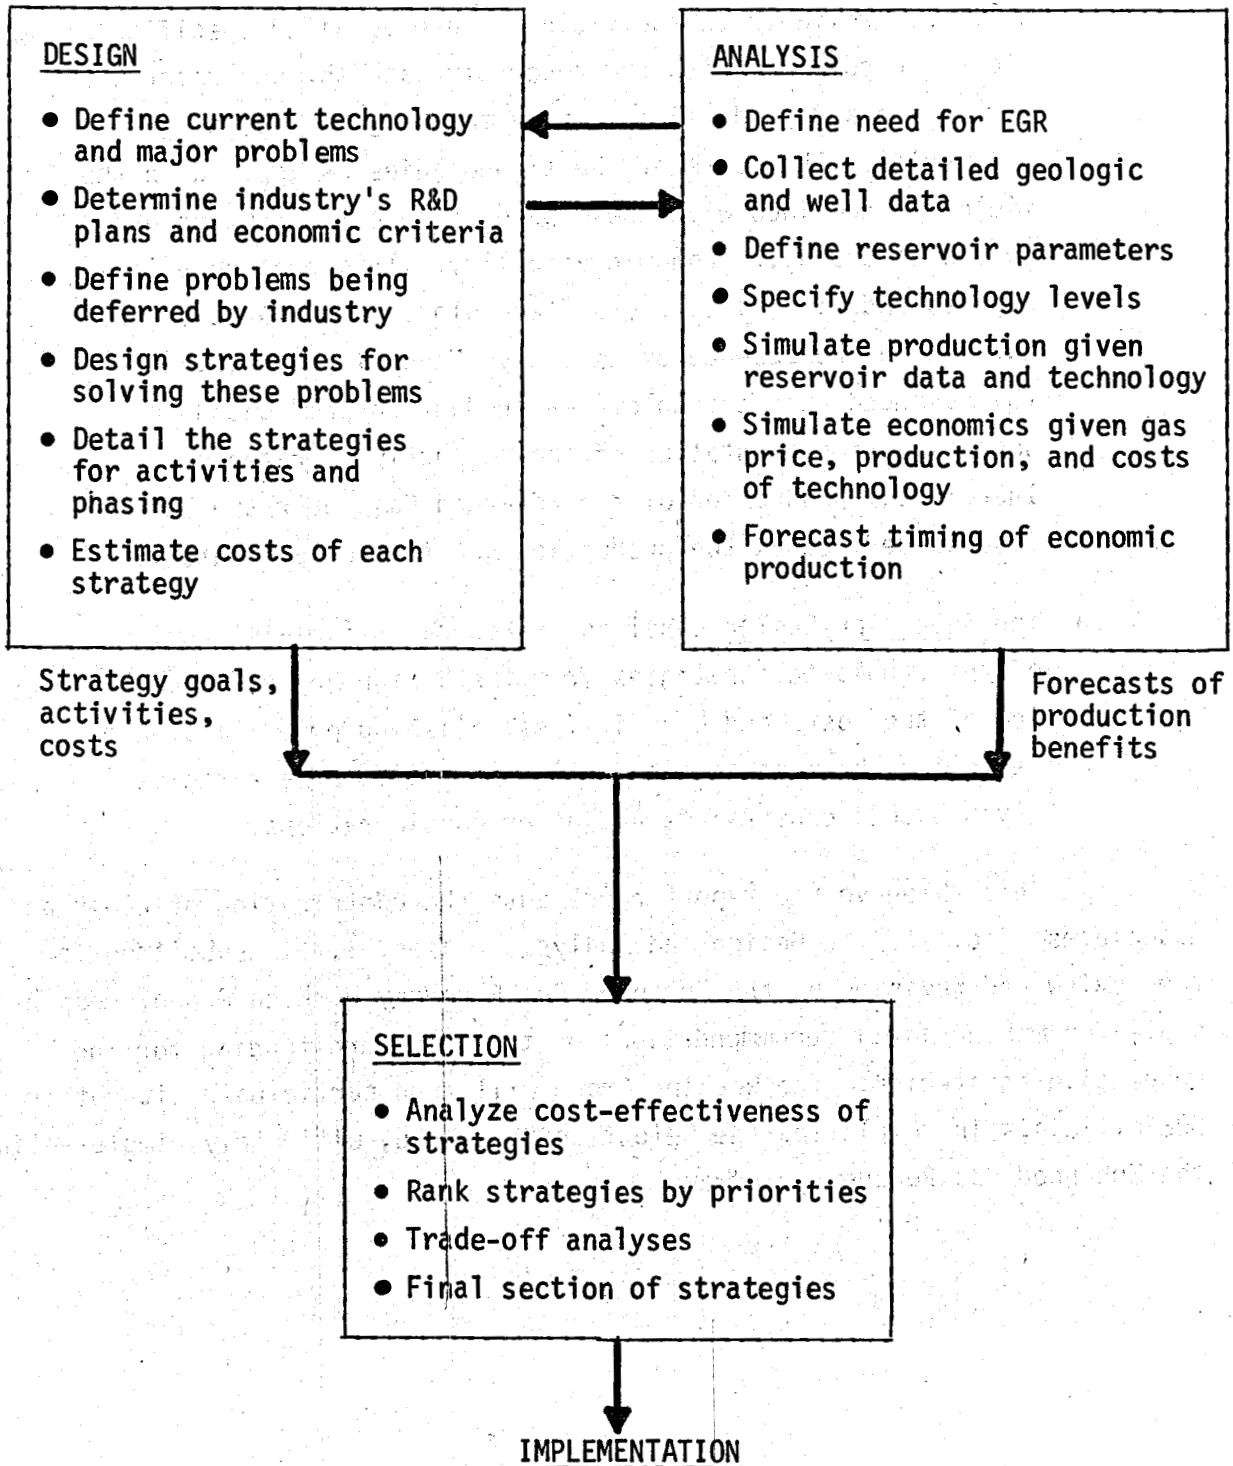 DESIGN
● Define current technology
and major problems
● Determine industry's R&D
plans and economic criteria
● Define problems being
deferred by industry
● Design strategies for
solving these problems
● Detail the strategies
for activities and
phasing
● Estimate costs of each
strategy
ANALYSIS
● Define need for EGR
● Collect detailed geologic
and well data
● Define reservoir parameters
● Specify technology levels
● Simulate production given
reservoir data and technology
● Simulate economics given gas
price, production, and costs
of technology
● Forecast timing of economic
production
Strategy goals,
activities,
costs
Forecasts of
production
benefits
SELECTION
● Analyze cost-effectiveness of
strategies
● Rank strategies by priorities
● Trade-off analyses
● Final section of strategies
IMPLEMENTATION